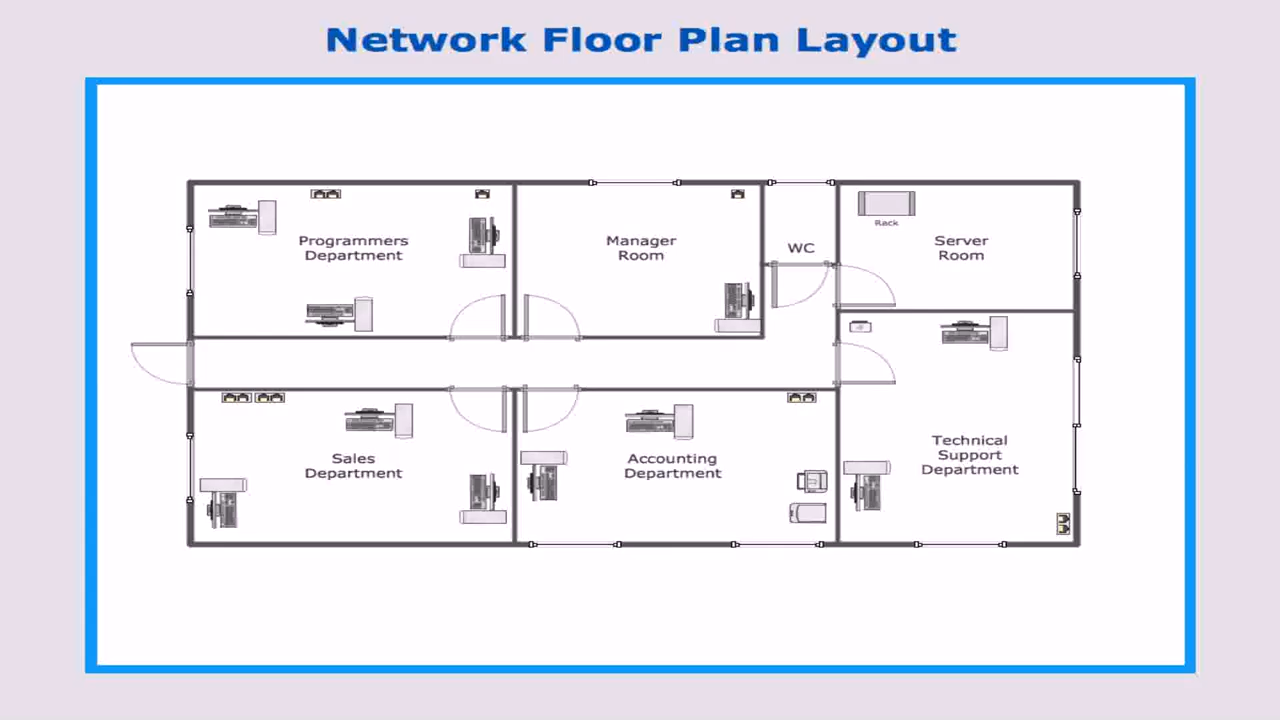 Network Floor Plan Layout
Programmers
Department
Manager
Room
WC
Rack
Server
Room
Sales
Department
Accounting
Department
Technical
Support
Department